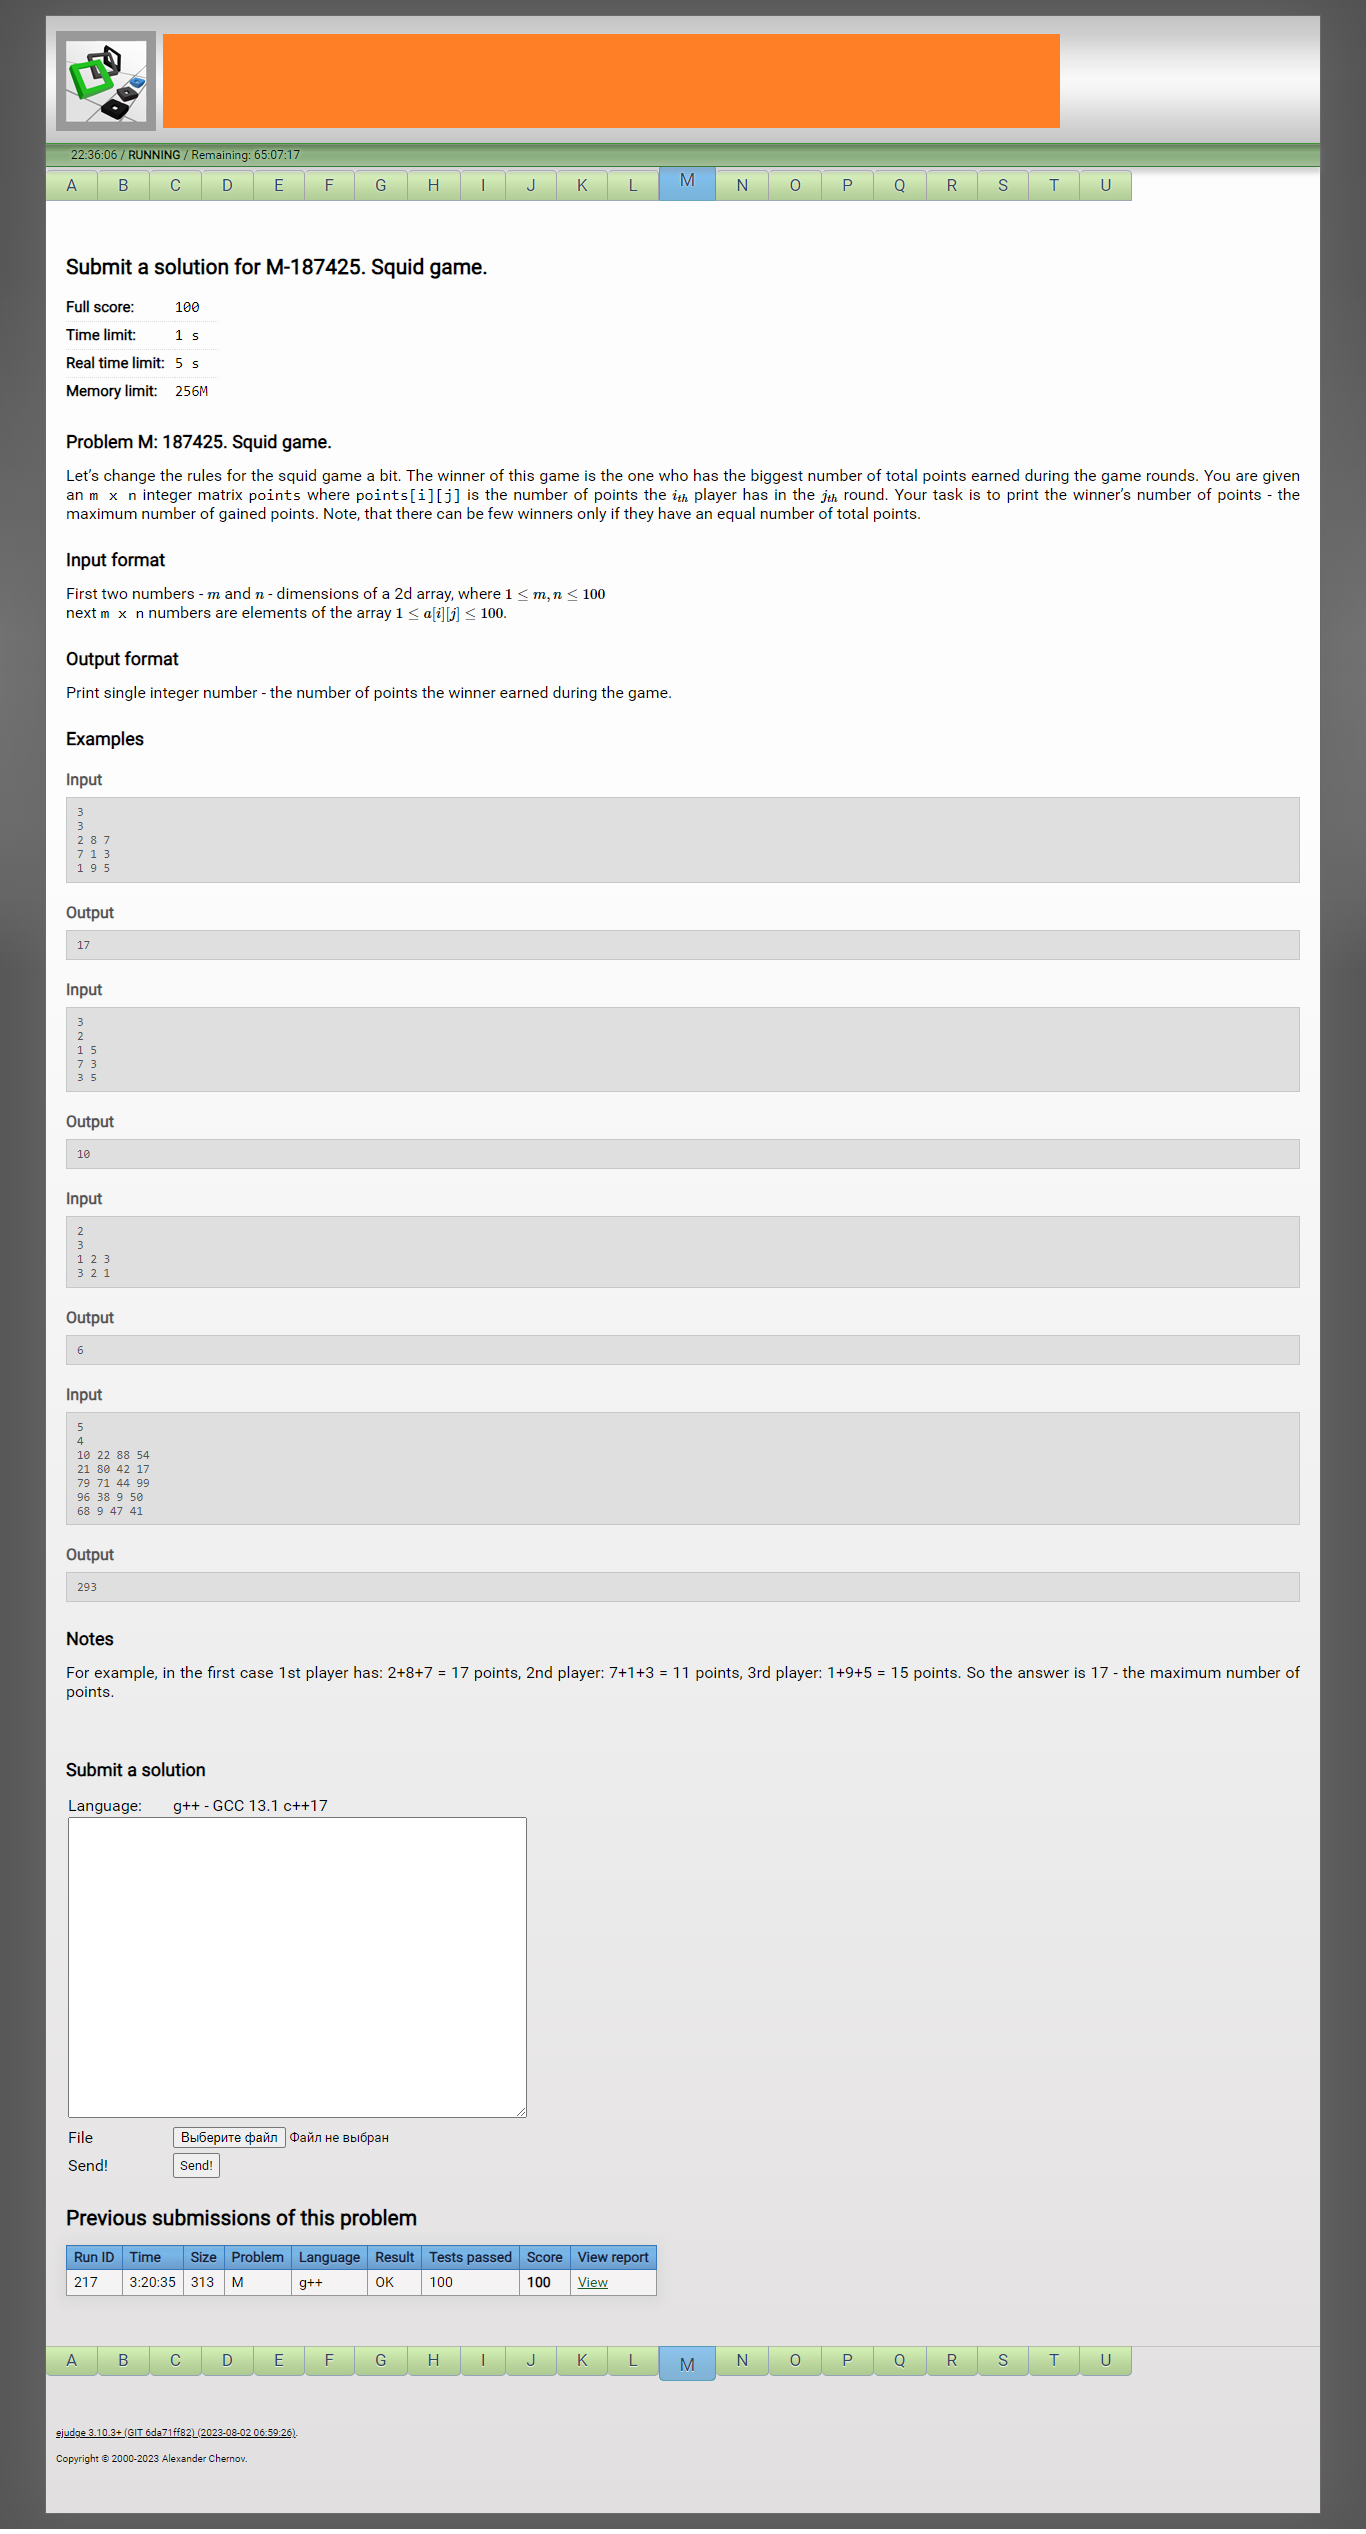 22:36:06 / RUNNING / Remaining: 65:07:17
A B C D E F G H I J K L M N O P Q R S T U
Submit a solution for M-187425. Squid game.
Full score: 100
Time limit: 1 s
Real time limit: 5 s
Memory limit: 256M
Problem M: 187425. Squid game.
Let’s change the rules for the squid game a bit. The winner of this game is the one who has the biggest number of total points earned during the game rounds. You are given
an m x n integer matrix points where points[i][j] is the number of points the i_th player has in the j_th round. Your task is to print the winner’s number of points - the
maximum number of gained points. Note, that there can be few winners only if they have an equal number of total points.
Input format
First two numbers - m and n - dimensions of a 2d array, where 1 ≤ m, n ≤ 100
next m x n numbers are elements of the array 1 ≤ a[i][j] ≤ 100.
Output format
Print single integer number - the number of points the winner earned during the game.
Examples
Input
3
3
2 8 7
7 1 3
1 9 5
Output
17
Input
3
2
1 5
7 3
3 5
Output
10
Input
2
3
1 2 3
3 2 1
Output
6
Input
5
4
10 22 88 54
21 80 42 17
79 71 44 99
96 38 9 50
68 9 47 41
Output
293
Notes
For example, in the first case 1st player has: 2+8+7 = 17 points, 2nd player: 7+1+3 = 11 points, 3rd player: 1+9+5 = 15 points. So the answer is 17 - the maximum number of
points.
Submit a solution
Language: g++ - GCC 13.1 c++17
File Выберите файл Файл не выбран
Send! Send!
Previous submissions of this problem
Run ID Time Size Problem Language Result Tests passed Score View report
217 3:20:35 313 M g++ OK 100 100 View
A B C D E F G H I J K L M N O P Q R S T U
ejudge 3.10.3+ (GIT 6da71ff82) (2023-08-02 06:59:26).
Copyright © 2000-2023 Alexander Chernov.